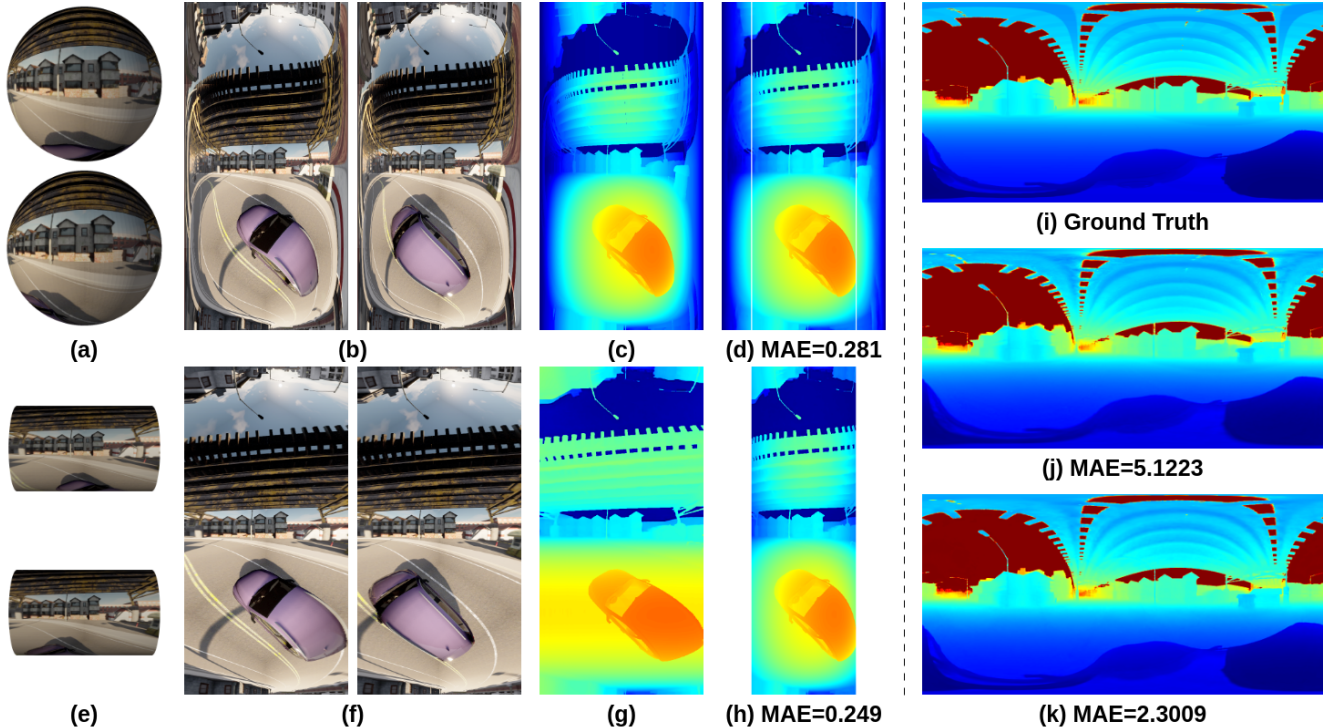 (i) Ground Truth
(a)
(b)
(c)
(d) MAE=0.281
(j) MAE=5.1223
(e)
(f)
(g)
(h) MAE=0.249
(k) MAE=2.3009